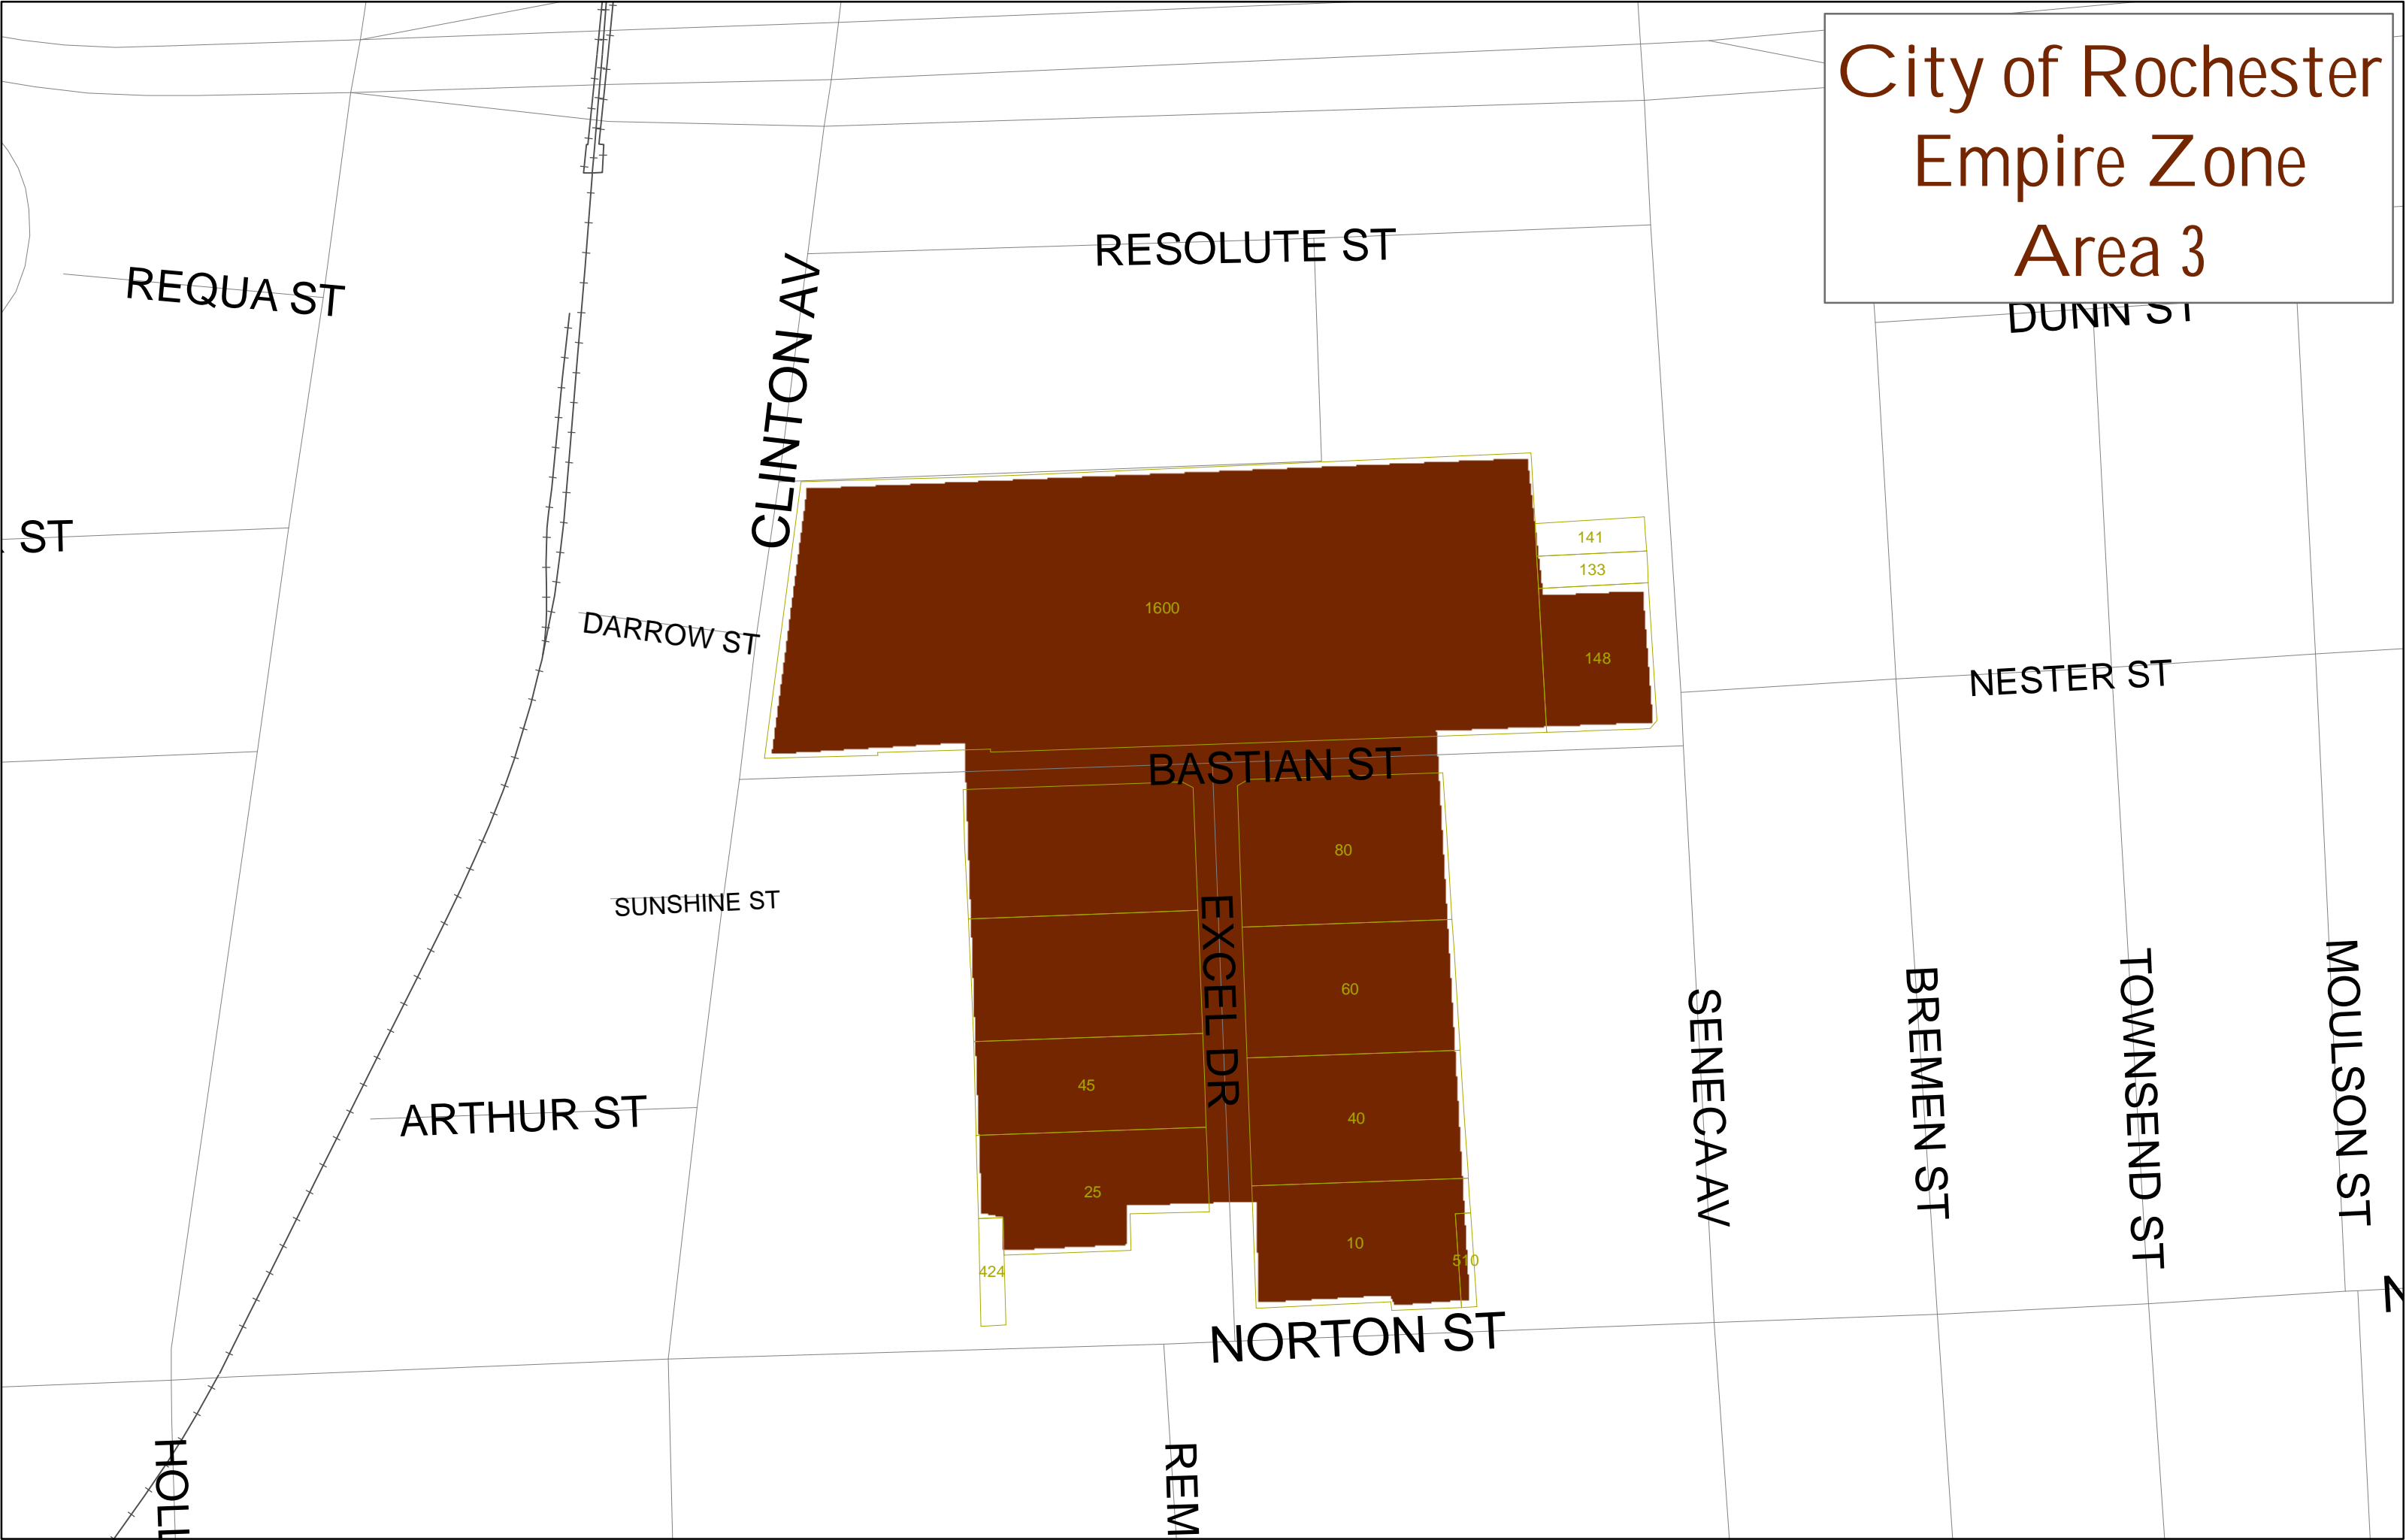 City of Rochester
Empire Zone
Area 3
RESOLUTE ST
REQUA ST
CLINTON AV
DUNN ST
ST
141
133
1600
DARROW ST
148
NESTER ST
BASTIAN ST
80
SUNSHINE ST
EXCEL DR
60
SENECA AV
BREMEN ST
TOWNSEND ST
MOULSON ST
45
ARTHUR ST
40
25
10
510
424
NORTON ST
N
HOLL
REM